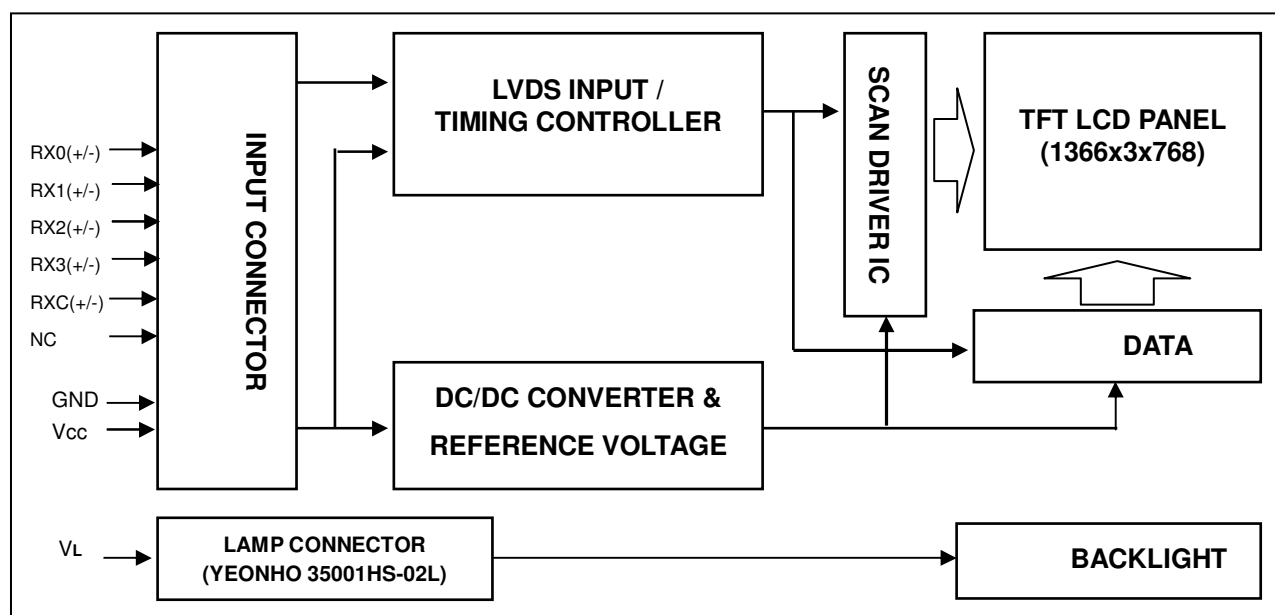 RX0(+/-)
RX1(+/-)
RX2(+/-)
RX3(+/-)
RXC(+/-)
NC
GND
Vcc
VL
INPUT CONNECTOR
LVDS INPUT /
TIMING CONTROLLER
DC/DC CONVERTER &
REFERENCE VOLTAGE
SCAN DRIVER IC
TFT LCD PANEL
(1366x3x768)
DATA
LAMP CONNECTOR
(YEONHO 35001HS-02L)
BACKLIGHT